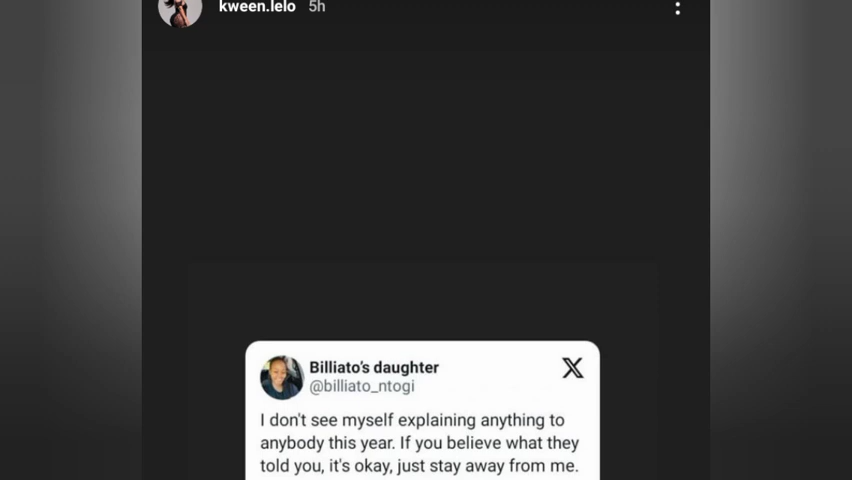 kween.lelo 5h
Billiato's daughter
@billiato_ntogi
I don't see myself explaining anything to
anybody this year. If you believe what they
told you, it's okay, just stay away from me.